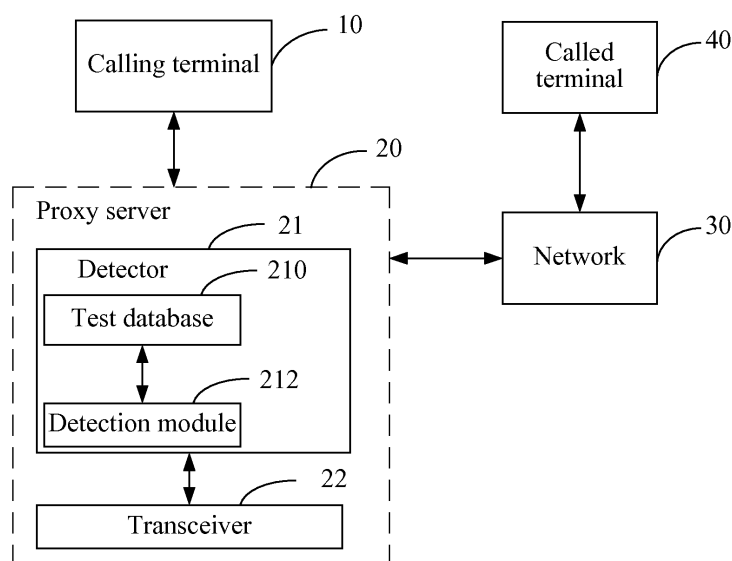 10
Calling terminal
40
Called
terminal
20
Proxy server
21
Detector
210
Test database
212
Detection module
22
Transceiver
30
Network